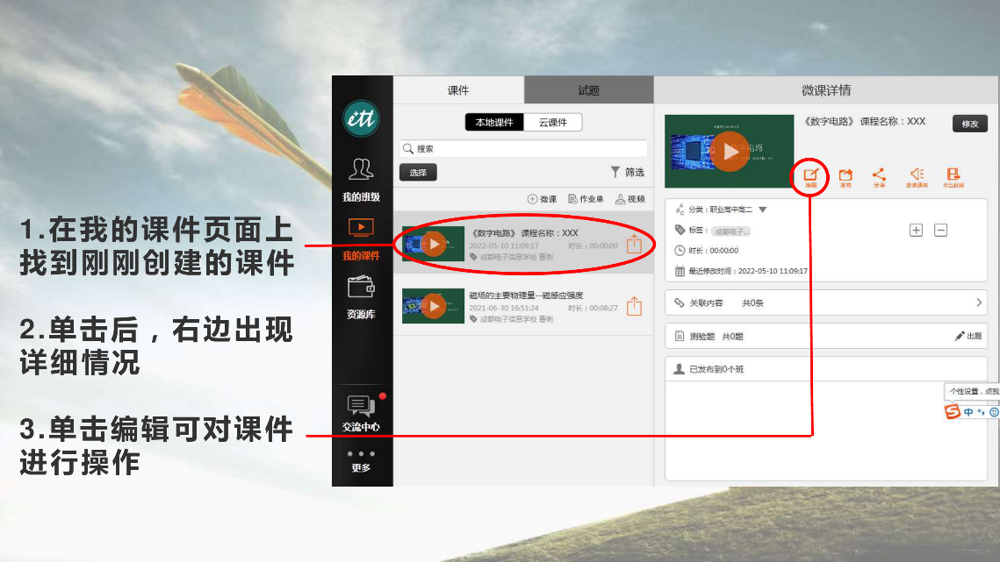 1.在我的课件页面上
找到刚刚创建的课件
2.单击后，右边出现
详细情况
3.单击编辑可对课件
进行操作
itt
我的班级
我的课件
资源库
交流中心
更多
课件
试题
本地课件
云课件
搜索
选择
筛选
微课
作业单
视频
《数字电路》 课程名称：XXX
2022-05-10 11:09:17
时长：00:00:00
成都电子信息学校
磁场的主要物理量--磁感应强度
2021-06-30 16:51:24
时长：00:08:27
成都电子信息学校
微课详情
《数字电路》 课程名称：XXX
修改
编辑
发布
分享
发送通知
导出视频
分类：职业高中高二
标签：
成都电子...
时长：00:00:00
最近修改时间：2022-05-10 11:09:17
关联内容 共0条
测验题 共0题
出题
已发布到0个班
个性设置，点我
中